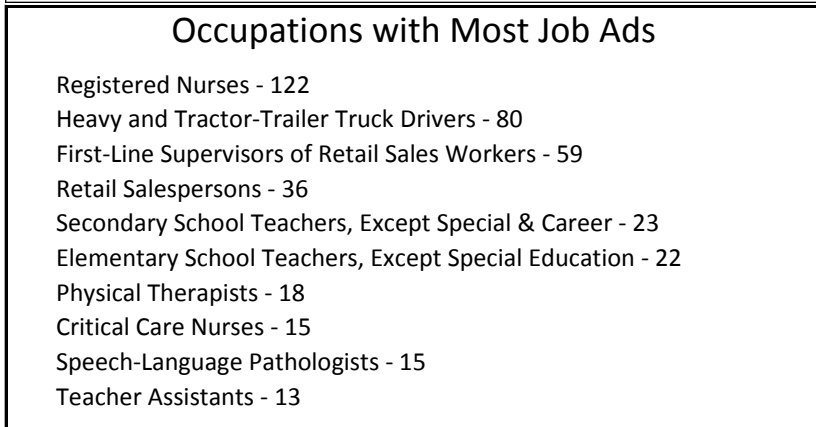 Occupations with Most Job Ads
Registered Nurses - 122
Heavy and Tractor-Trailer Truck Drivers - 80
First-Line Supervisors of Retail Sales Workers - 59
Retail Salespersons - 36
Secondary School Teachers, Except Special & Career - 23
Elementary School Teachers, Except Special Education - 22
Physical Therapists - 18
Critical Care Nurses - 15
Speech-Language Pathologists - 15
Teacher Assistants - 13